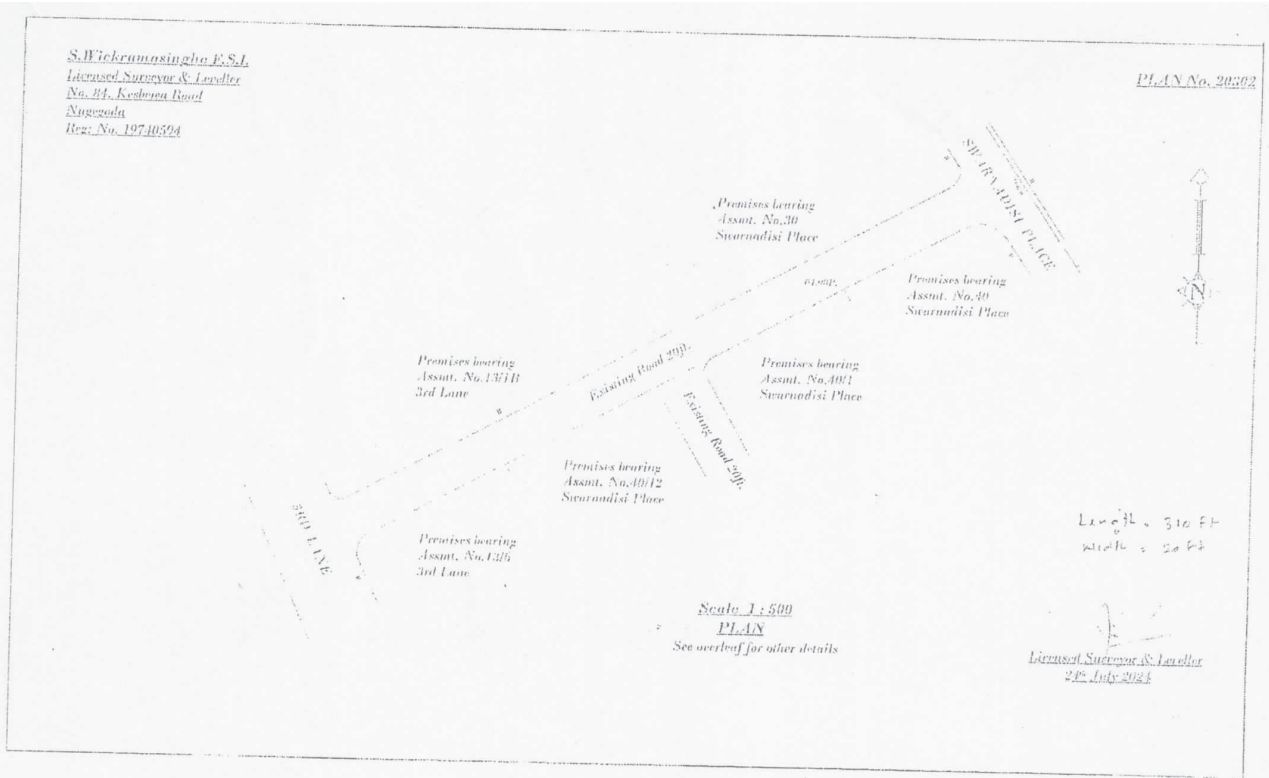 S.Wickramasinghe F.S.I.
Licensed Surveyor & Leveller
No. 84, Kesbewa Road
Nugegoda
Reg: No. 19740594
PLAN No. 20302
SWARNADISI PLACE
Premises bearing
Assmt. No.30
Swarnadisi Place
Premises bearing
Assmt. No.40
Swarnadisi Place
N
Existing Road 20ft.
Premises bearing
Assmt. No.13/1B
3rd Lane
Premises bearing
Assmt. No.40/1
Swarnadisi Place
Existing Road 20ft.
Premises bearing
Assmt. No.40/12
Swarnadisi Place
3RD LANE
Premises bearing
Assmt. No.13/6
3rd Lane
Length = 310 Ft
Width = 20 Ft
Scale 1 : 500
PLAN
See overleaf for other details
Licensed Surveyor & Leveller
24th July 2024